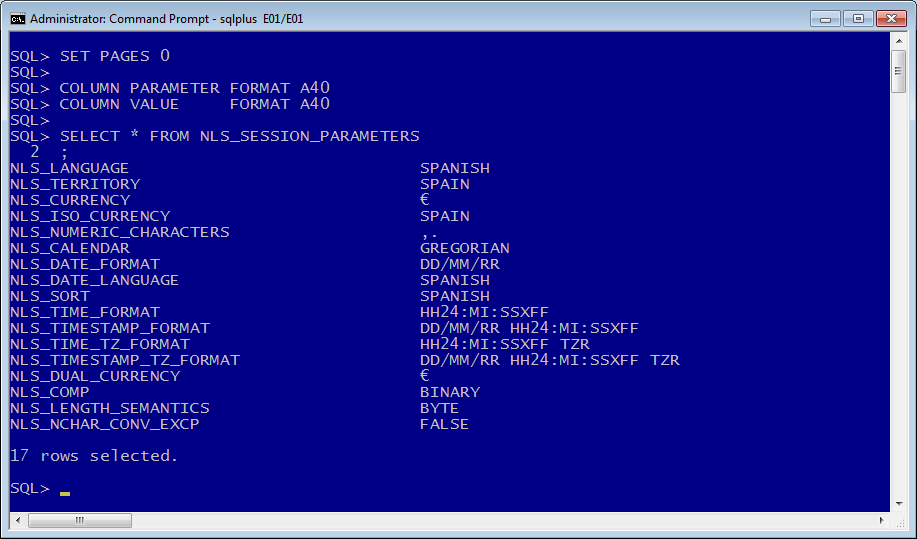 Administrator: Command Prompt - sqlplus  E01/E01
SQL> SET PAGES 0
SQL>
SQL> COLUMN PARAMETER FORMAT A40
SQL> COLUMN VALUE     FORMAT A40
SQL>
SQL> SELECT * FROM NLS_SESSION_PARAMETERS
  2  ;
NLS_LANGUAGE                             SPANISH
NLS_TERRITORY                            SPAIN
NLS_CURRENCY                             €
NLS_ISO_CURRENCY                         SPAIN
NLS_NUMERIC_CHARACTERS                   ,.
NLS_CALENDAR                             GREGORIAN
NLS_DATE_FORMAT                          DD/MM/RR
NLS_DATE_LANGUAGE                        SPANISH
NLS_SORT                                 SPANISH
NLS_TIME_FORMAT                          HH24:MI:SSXFF
NLS_TIMESTAMP_FORMAT                     DD/MM/RR HH24:MI:SSXFF
NLS_TIME_TZ_FORMAT                       HH24:MI:SSXFF TZR
NLS_TIMESTAMP_TZ_FORMAT                  DD/MM/RR HH24:MI:SSXFF TZR
NLS_DUAL_CURRENCY                        €
NLS_COMP                                 BINARY
NLS_LENGTH_SEMANTICS                     BYTE
NLS_NCHAR_CONV_EXCP                      FALSE
17 rows selected.
SQL>